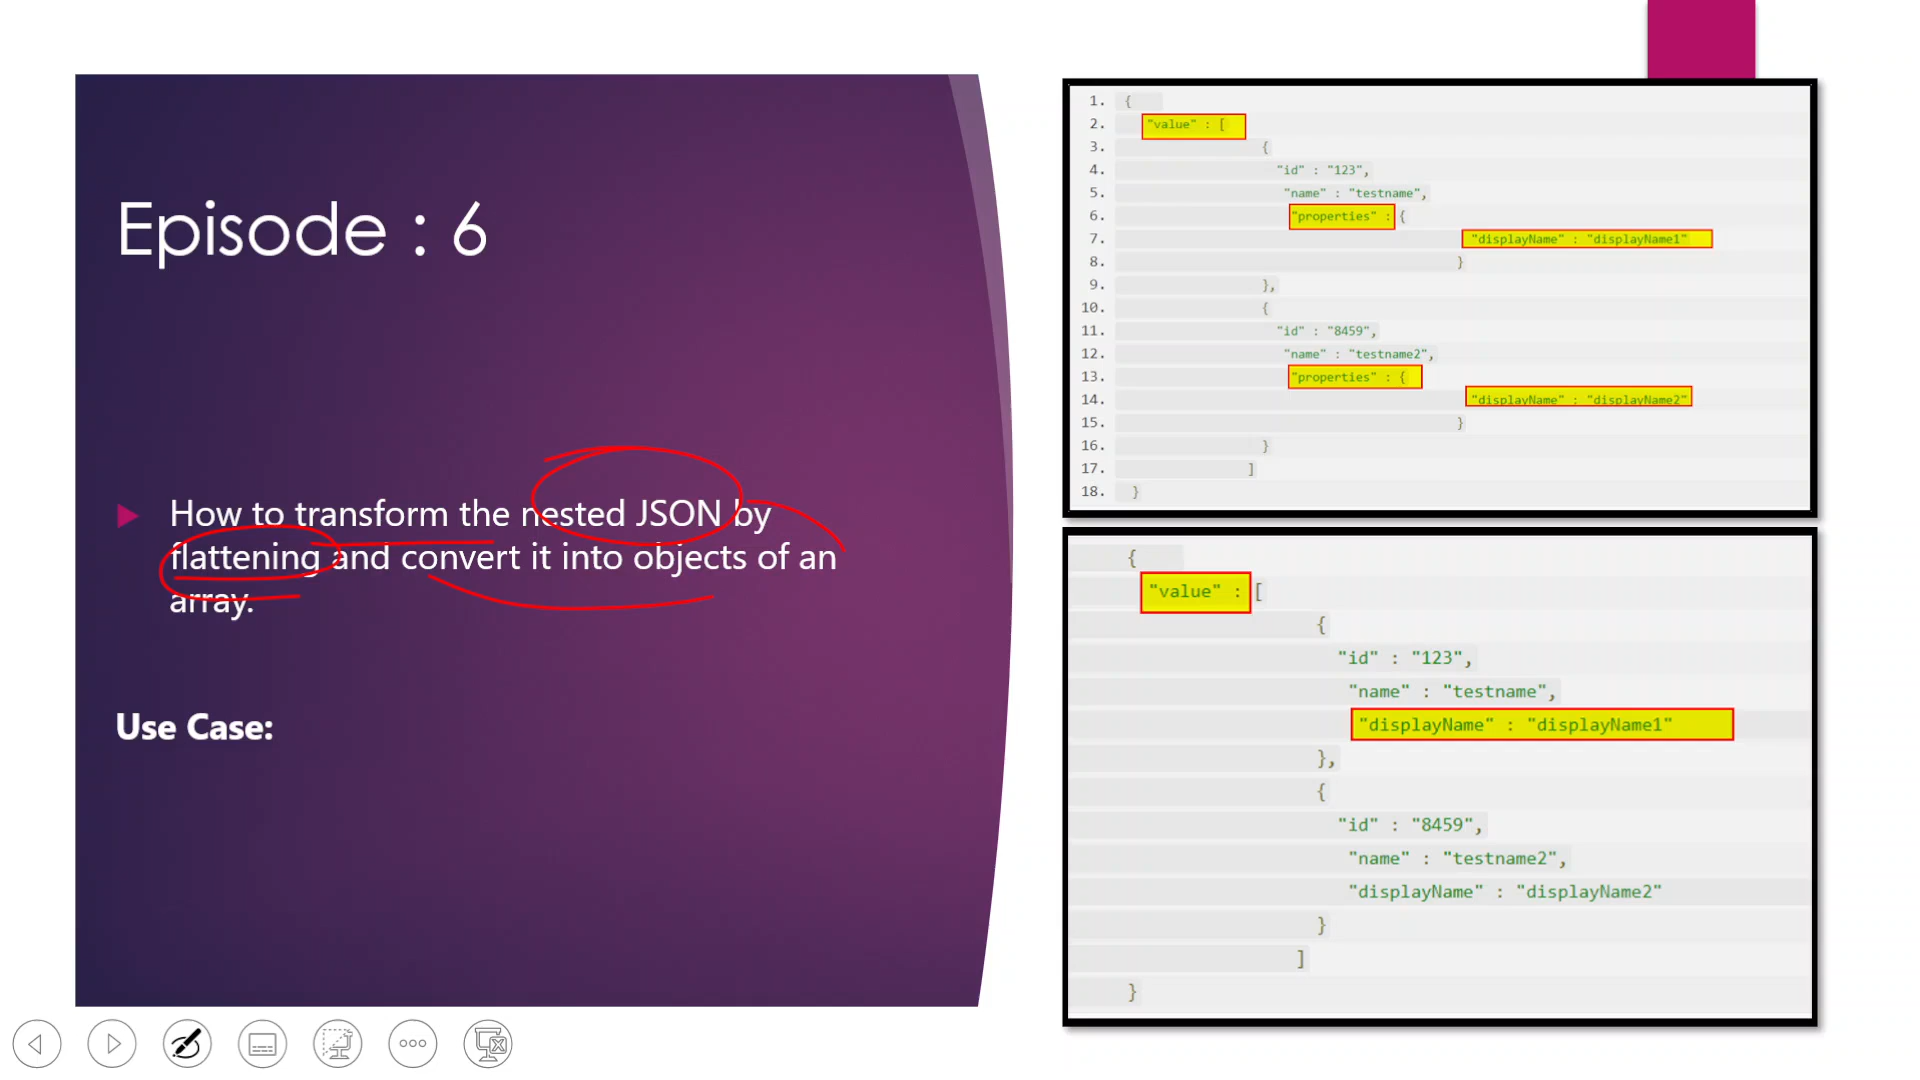 Episode : 6
How to transform the nested JSON by
flattening and convert it into objects of an
array.
Use Case:
1. {
2. "value" : [
3. {
4. "id" : "123",
5. "name" : "testname",
6. "properties" : {
7. "displayName" : "displayName1"
8. }
9. },
10. {
11. "id" : "8459",
12. "name" : "testname2",
13. "properties" : {
14. "displayName" : "displayName2"
15. }
16. }
17. ]
18. }
{
"value" : [
{
"id" : "123",
"name" : "testname",
"displayName" : "displayName1"
},
{
"id" : "8459",
"name" : "testname2",
"displayName" : "displayName2"
}
]
}